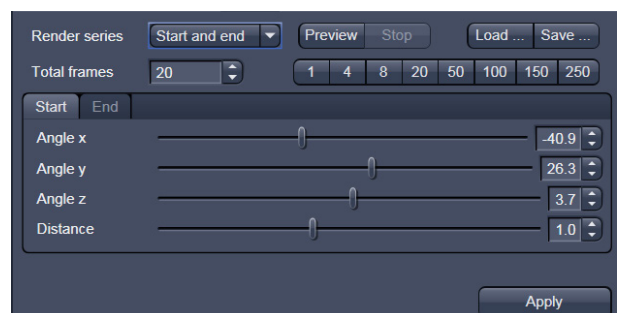 Render series Start and end Preview Stop Load ... Save ...
Total frames 20 1 4 8 20 50 100 150 250
Start End
Angle x -40.9
Angle y 26.3
Angle z 3.7
Distance 1.0
Apply